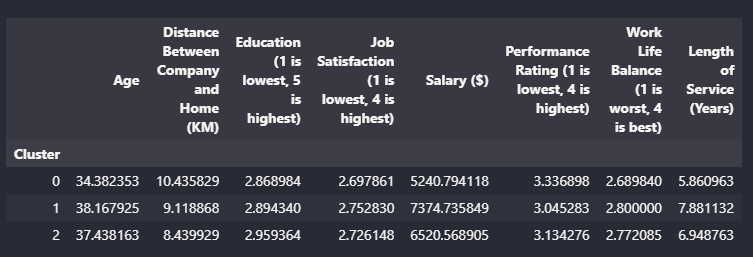 Age Distance Between Company and Home (KM) Education (1 is lowest, 5 is highest) Job Satisfaction (1 is lowest, 4 is highest) Salary ($) Performance Rating (1 is lowest, 4 is highest) Work Life Balance (1 is worst, 4 is best) Length of Service (Years)
Cluster
0 34.382353 10.435829 2.868984 2.697861 5240.794118 3.336898 2.689840 5.860963
1 38.167925 9.118868 2.894340 2.752830 7374.735849 3.045283 2.800000 7.881132
2 37.438163 8.439929 2.959364 2.726148 6520.568905 3.134276 2.772085 6.948763